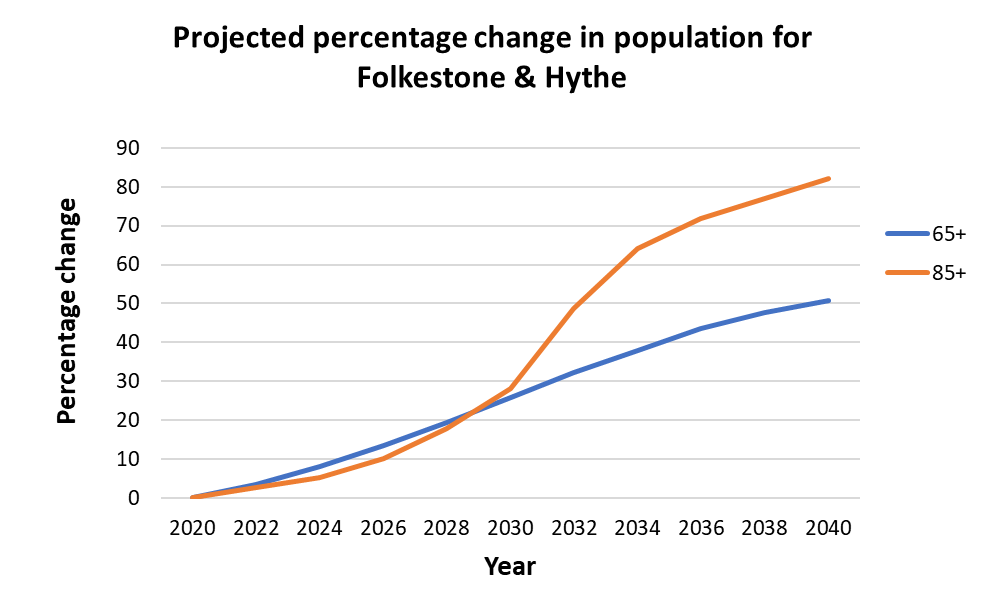 Projected percentage change in population for
Folkestone & Hythe
90
80
70
60
50
40
30
20
10
0
Percentage change
2020 2022 2024 2026 2028 2030 2032 2034 2036 2038 2040
Year
65+
85+